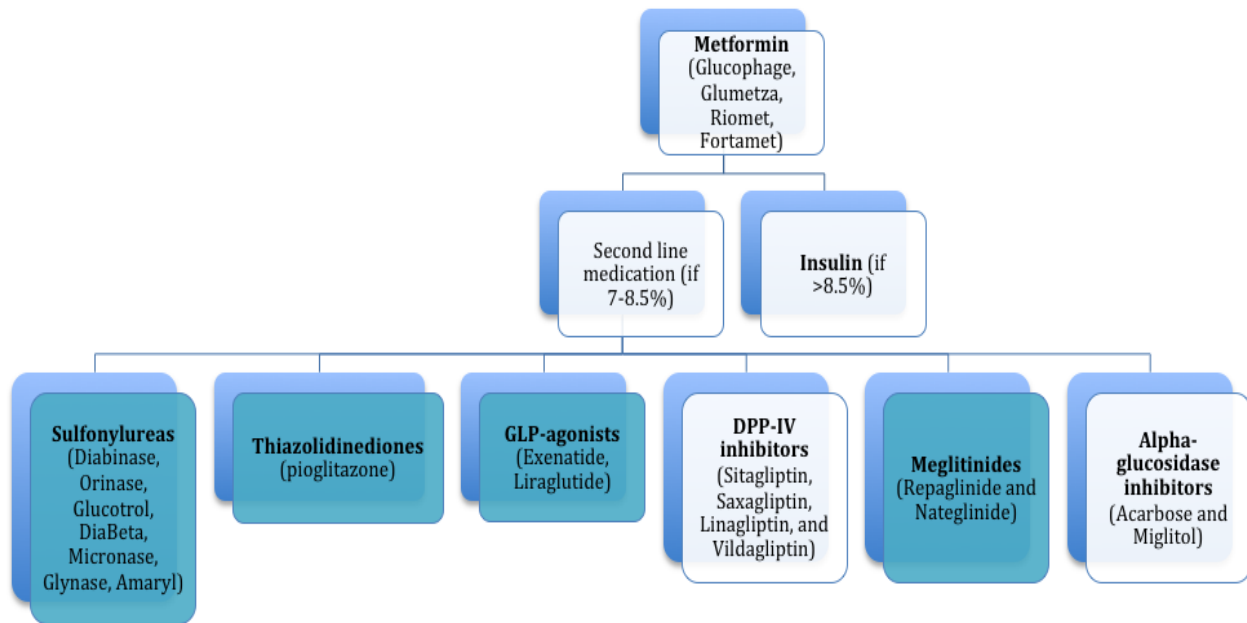 Metformin
(Glucophage,
Glumetza,
Riomet,
Fortamet)
Second line
medication (if
7-8.5%)
Insulin (if
>8.5%)
Sulfonylureas
(Diabinase,
Orinase,
Glucotrol,
DiaBeta,
Micronase,
Glynase, Amaryl)
Thiazolidinediones
(pioglitazone)
GLP-agonists
(Exenatide,
Liraglutide)
DPP-IV
inhibitors
(Sitagliptin,
Saxagliptin,
Linagliptin, and
Vildagliptin)
Meglitinides
(Repaglinide and
Nateglinide)
Alpha-
glucosidase
inhibitors
(Acarbose and
Miglitol)